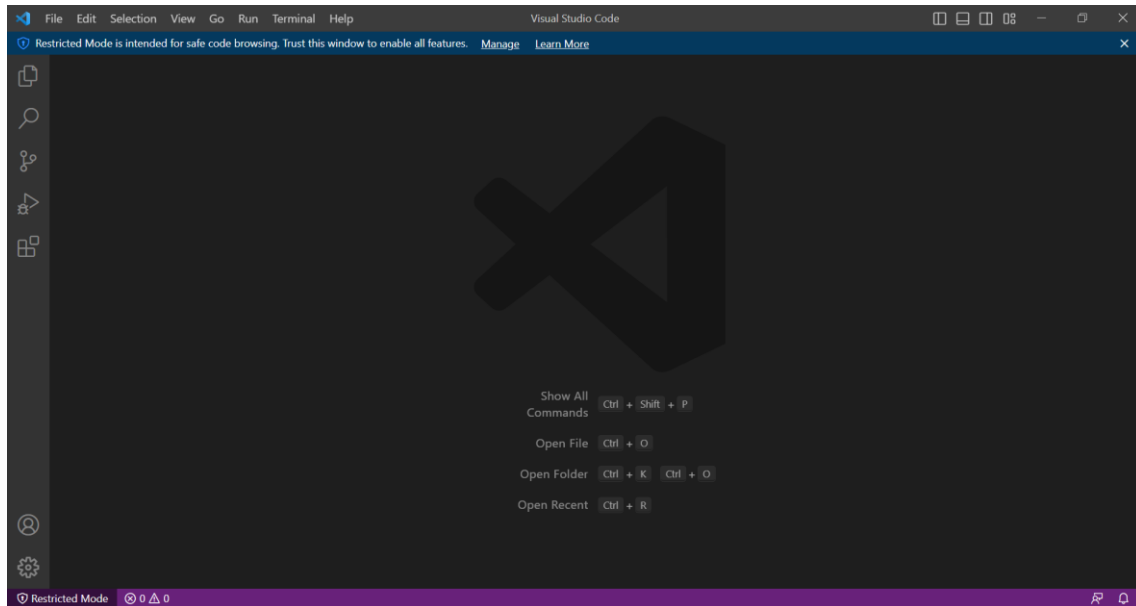 File Edit Selection View Go Run Terminal Help Visual Studio Code
Restricted Mode is intended for safe code browsing. Trust this window to enable all features. Manage Learn More
Show All
Commands Ctrl + Shift + P
Open File Ctrl + O
Open Folder Ctrl + K Ctrl + O
Open Recent Ctrl + R
Restricted Mode 0 0